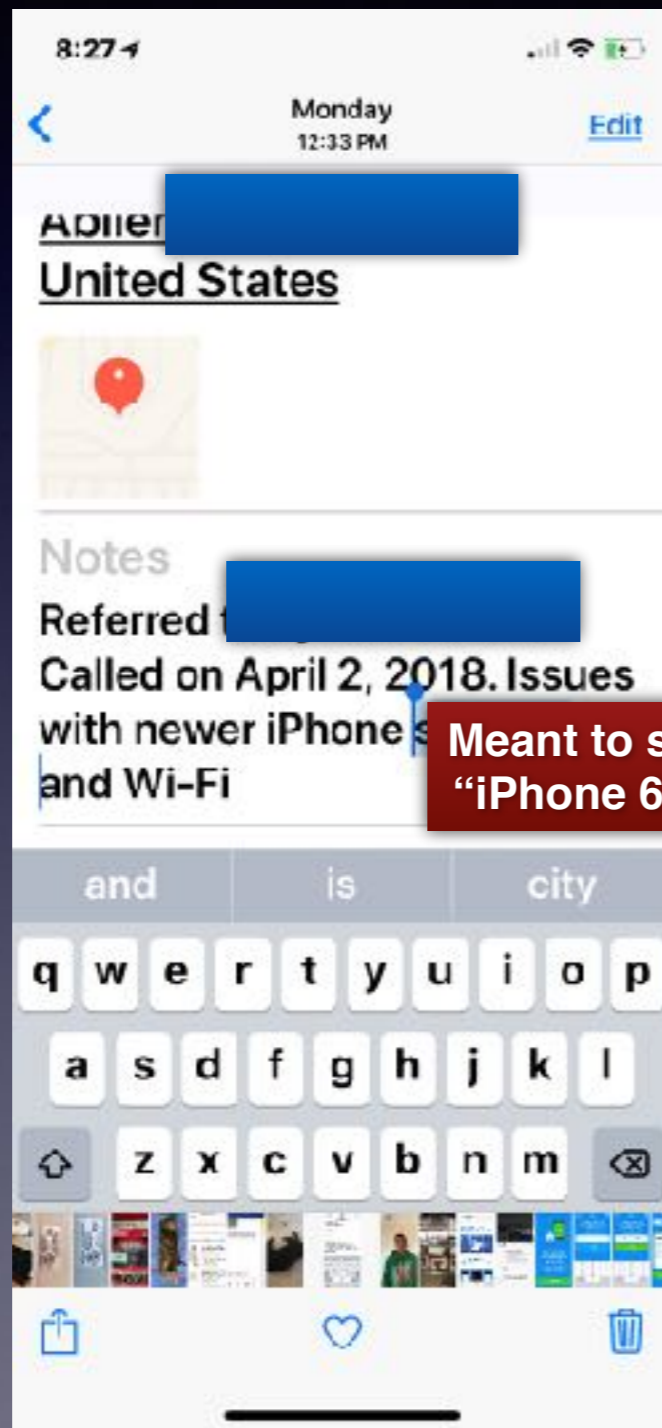 8:27
Monday
12:33 PM
Edit
United States
Notes
Referred
Called on April 2, 2018. Issues
with newer iPhone
and Wi-Fi
Meant to s
“iPhone 6
and is city
q w e r t y u i o p
a s d f g h j k l
z x c v b n m